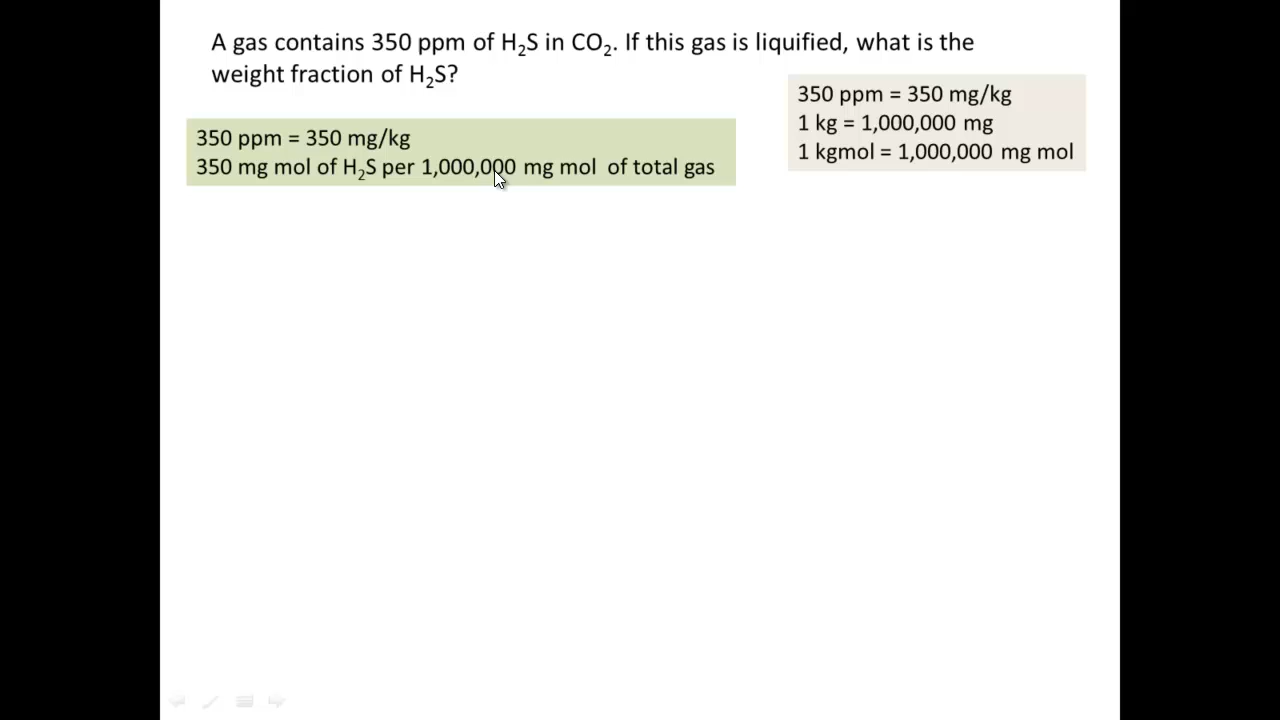 A gas contains 350 ppm of H₂S in CO₂. If this gas is liquified, what is the
weight fraction of H₂S?
350 ppm = 350 mg/kg
1 kg = 1,000,000 mg
1 kgmol = 1,000,000 mg mol
350 ppm = 350 mg/kg
350 mg mol of H₂S per 1,000,000 mg mol of total gas